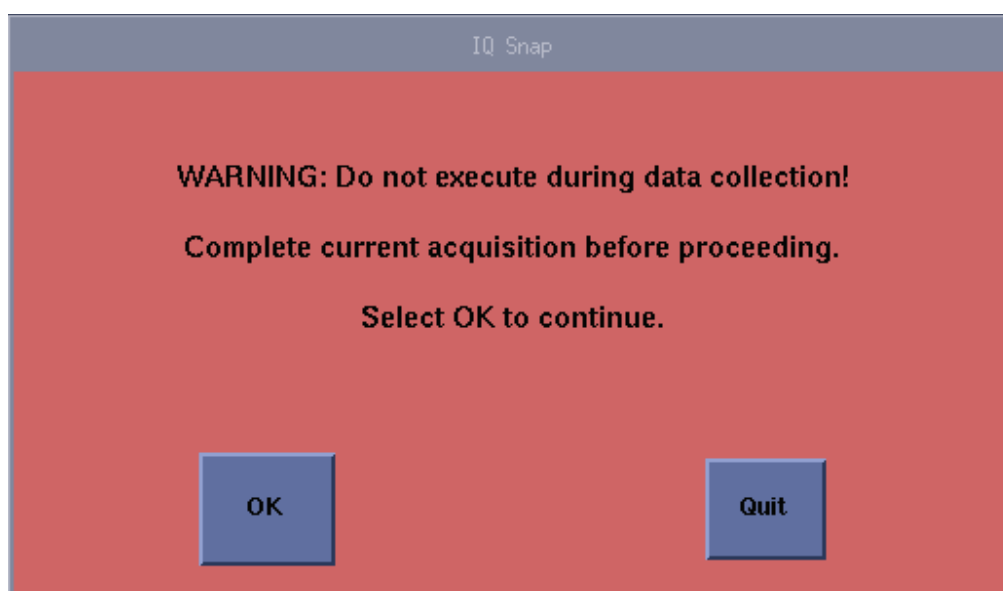 IQ Snap
WARNING: Do not execute during data collection!
Complete current acquisition before proceeding.
Select OK to continue.
OK
Quit